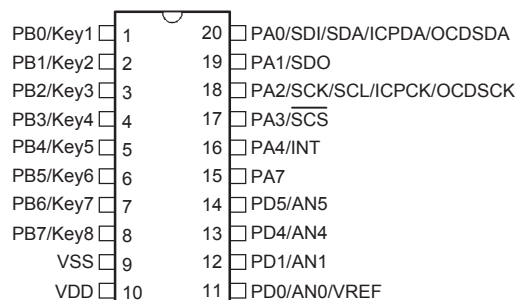 PB0/Key1 1 20 PA0/SDI/SDA/ICPDA/OCDSDA
PB1/Key2 2 19 PA1/SDO
PB2/Key3 3 18 PA2/SCK/SCL/ICPCK/OCDSCK
PB3/Key4 4 17 PA3/SCS
PB4/Key5 5 16 PA4/INT
PB5/Key6 6 15 PA7
PB6/Key7 7 14 PD5/AN5
PB7/Key8 8 13 PD4/AN4
VSS 9 12 PD1/AN1
VDD 10 11 PD0/AN0/VREF